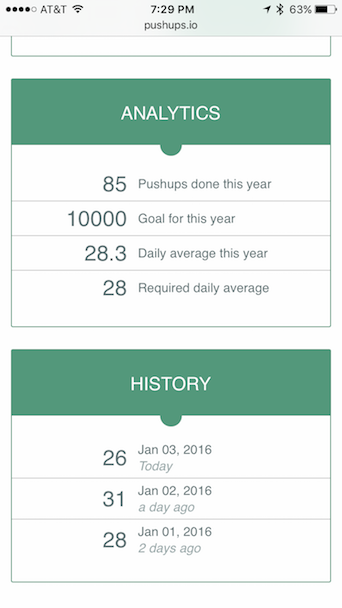 AT&T 7:29 PM 63%
pushups.io
ANALYTICS
85 Pushups done this year
10000 Goal for this year
28.3 Daily average this year
28 Required daily average
HISTORY
26 Jan 03, 2016
Today
31 Jan 02, 2016
a day ago
28 Jan 01, 2016
2 days ago